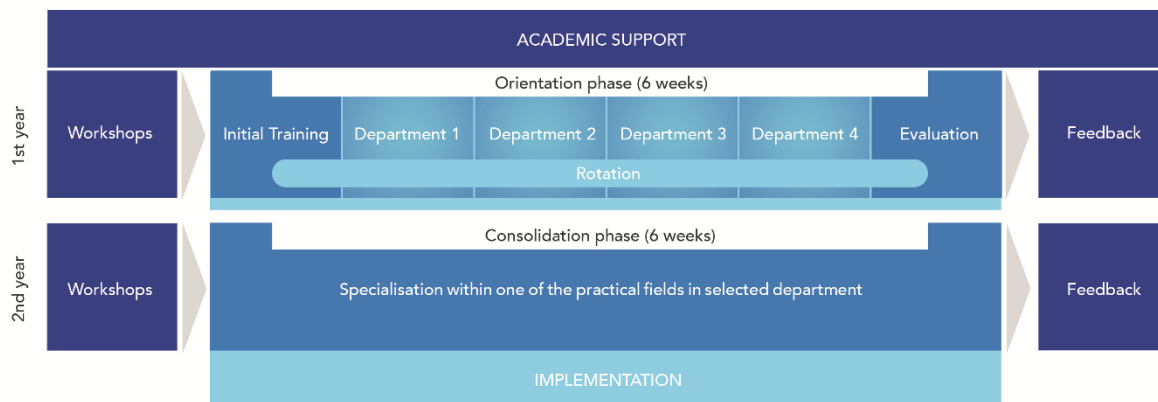 ACADEMIC SUPPORT
1st year
Workshops
Orientation phase (6 weeks)
Initial Training
Department 1
Department 2
Department 3
Department 4
Evaluation
Rotation
Feedback
2nd year
Workshops
Consolidation phase (6 weeks)
Specialisation within one of the practical fields in selected department
Feedback
IMPLEMENTATION